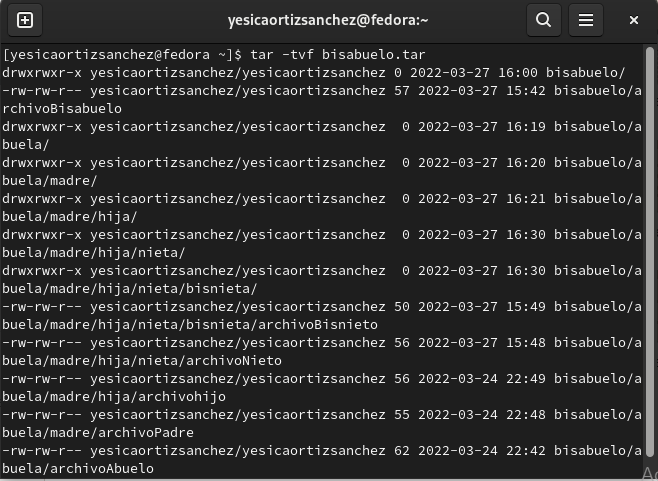 yesicaortizsanchez@fedora:~
[yesicaortizsanchez@fedora ~]$ tar -tvf bisabuelo.tar
drwxrwxr-x yesicaortizsanchez/yesicaortizsanchez 0 2022-03-27 16:00 bisabuelo/
-rw-rw-r-- yesicaortizsanchez/yesicaortizsanchez 57 2022-03-27 15:42 bisabuelo/a
rchivoBisabuelo
drwxrwxr-x yesicaortizsanchez/yesicaortizsanchez  0 2022-03-27 16:19 bisabuelo/a
buela/
drwxrwxr-x yesicaortizsanchez/yesicaortizsanchez  0 2022-03-27 16:20 bisabuelo/a
buela/madre/
drwxrwxr-x yesicaortizsanchez/yesicaortizsanchez  0 2022-03-27 16:21 bisabuelo/a
buela/madre/hija/
drwxrwxr-x yesicaortizsanchez/yesicaortizsanchez  0 2022-03-27 16:30 bisabuelo/a
buela/madre/hija/nieta/
drwxrwxr-x yesicaortizsanchez/yesicaortizsanchez  0 2022-03-27 16:30 bisabuelo/a
buela/madre/hija/nieta/bisnieta/
-rw-rw-r-- yesicaortizsanchez/yesicaortizsanchez 50 2022-03-27 15:49 bisabuelo/a
buela/madre/hija/nieta/bisnieta/archivoBisnieto
-rw-rw-r-- yesicaortizsanchez/yesicaortizsanchez 56 2022-03-27 15:48 bisabuelo/a
buela/madre/hija/nieta/archivoNieto
-rw-rw-r-- yesicaortizsanchez/yesicaortizsanchez 56 2022-03-24 22:49 bisabuelo/a
buela/madre/hija/archivohijo
-rw-rw-r-- yesicaortizsanchez/yesicaortizsanchez 55 2022-03-24 22:48 bisabuelo/a
buela/madre/archivoPadre
-rw-rw-r-- yesicaortizsanchez/yesicaortizsanchez 62 2022-03-24 22:42 bisabuelo/a
buela/archivoAbuelo